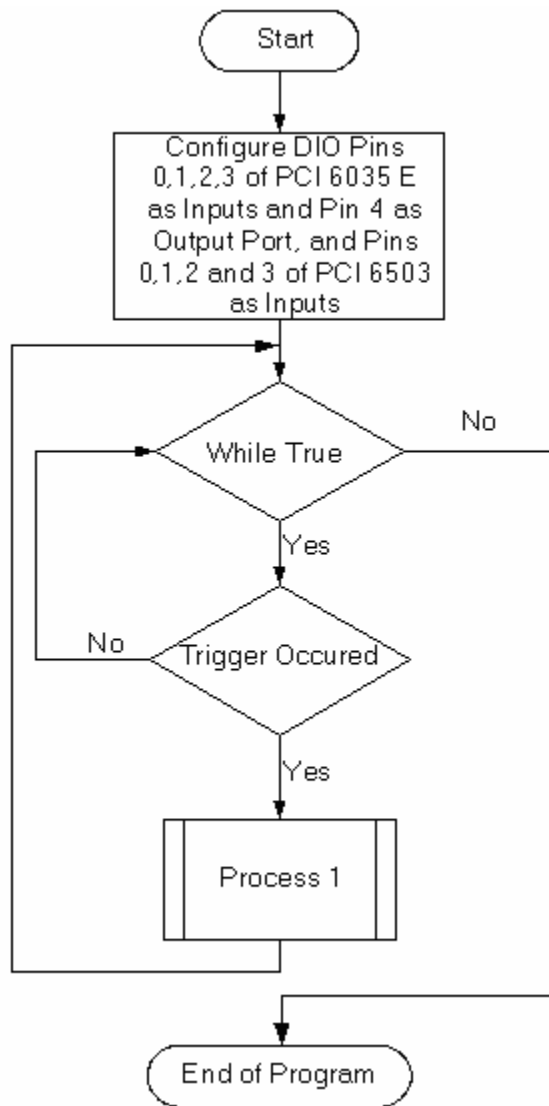 Start
Configure DIO Pins
0,1,2,3 of PCI 6035 E
as Inputs and Pin 4 as
Output Port, and Pins
0,1,2 and 3 of PCI 6503
as Inputs
No
While True
Yes
No
Trigger Occured
Yes
Process 1
End of Program